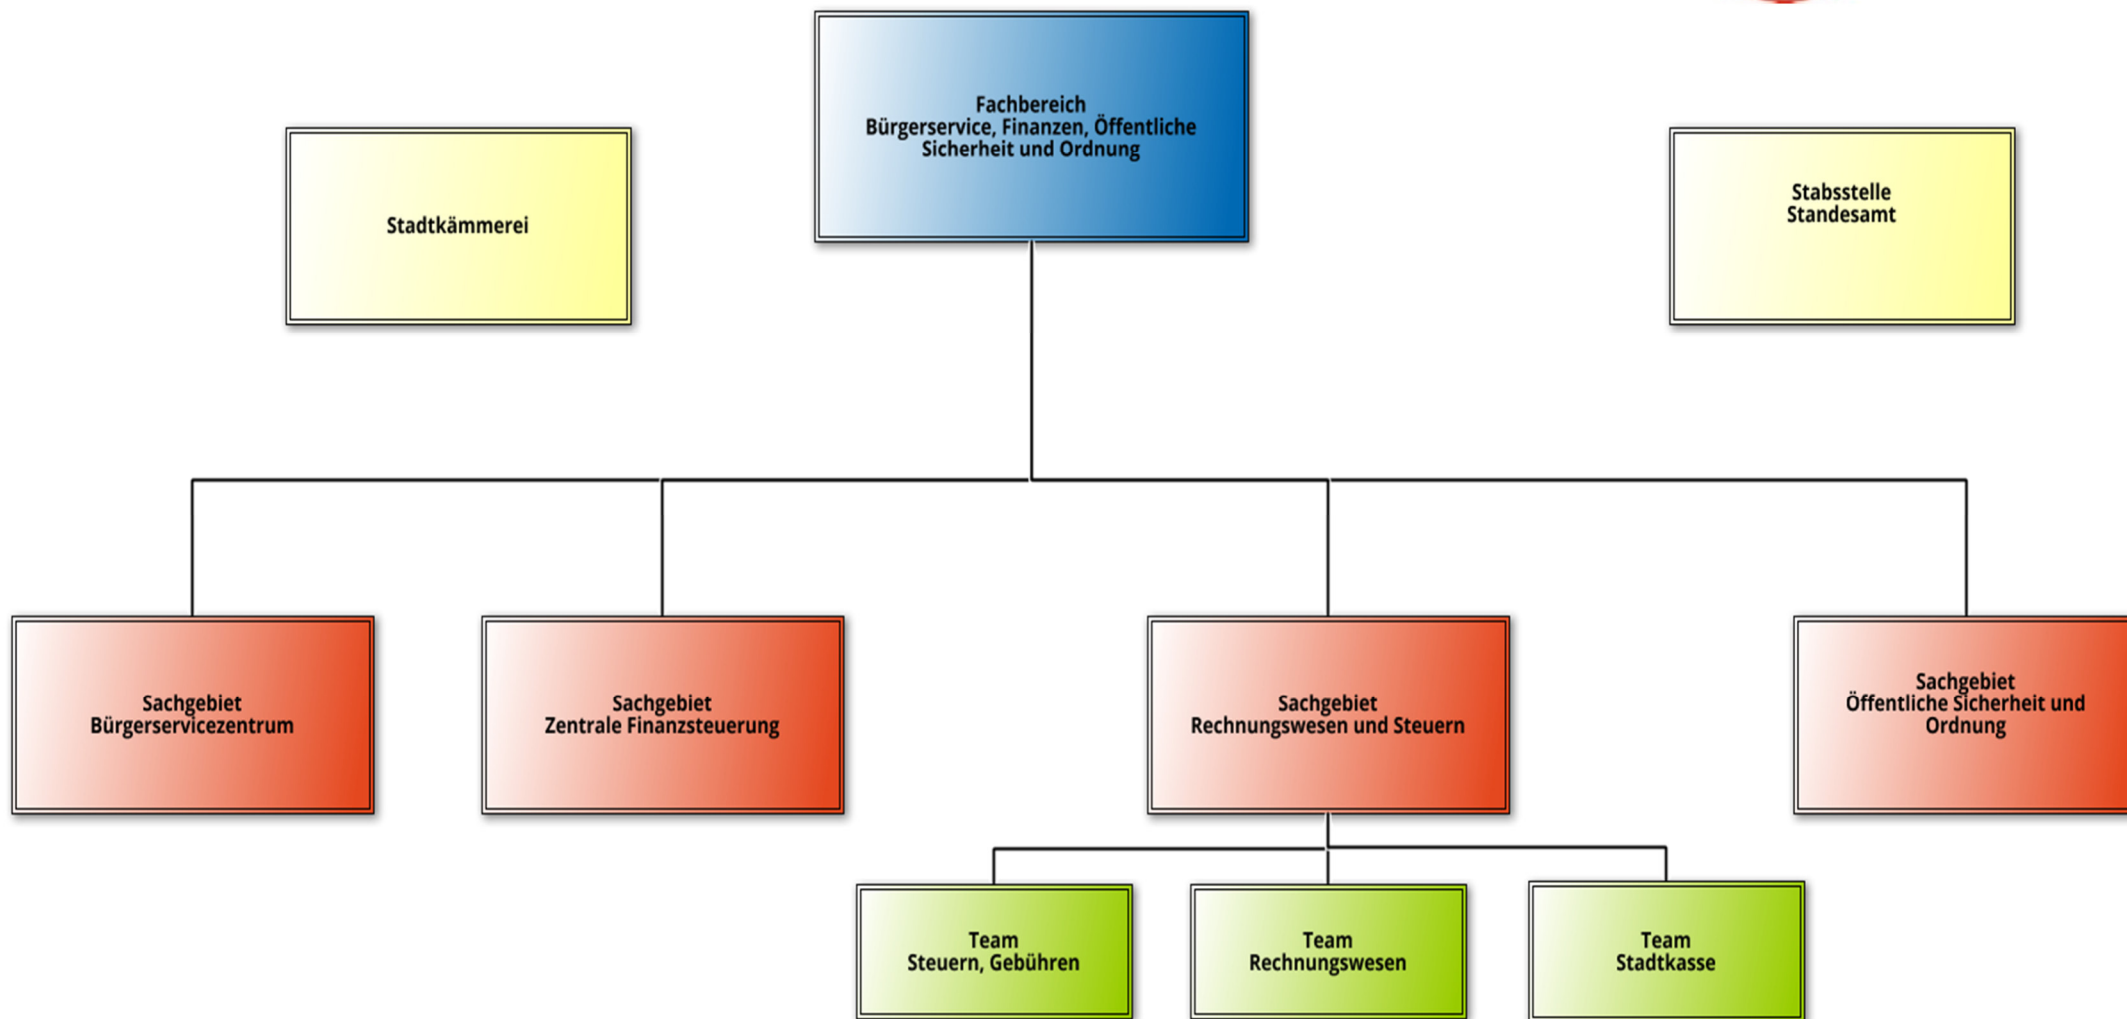 Fachbereich
Bürgerservice, Finanzen, Öffentliche
Sicherheit und Ordnung
Stadtkämmerei
Stabsstelle
Standesamt
Sachgebiet
Bürgerservicezentrum
Sachgebiet
Zentrale Finanzsteuerung
Sachgebiet
Rechnungswesen und Steuern
Sachgebiet
Öffentliche Sicherheit und
Ordnung
Team
Steuern, Gebühren
Team
Rechnungswesen
Team
Stadtkasse